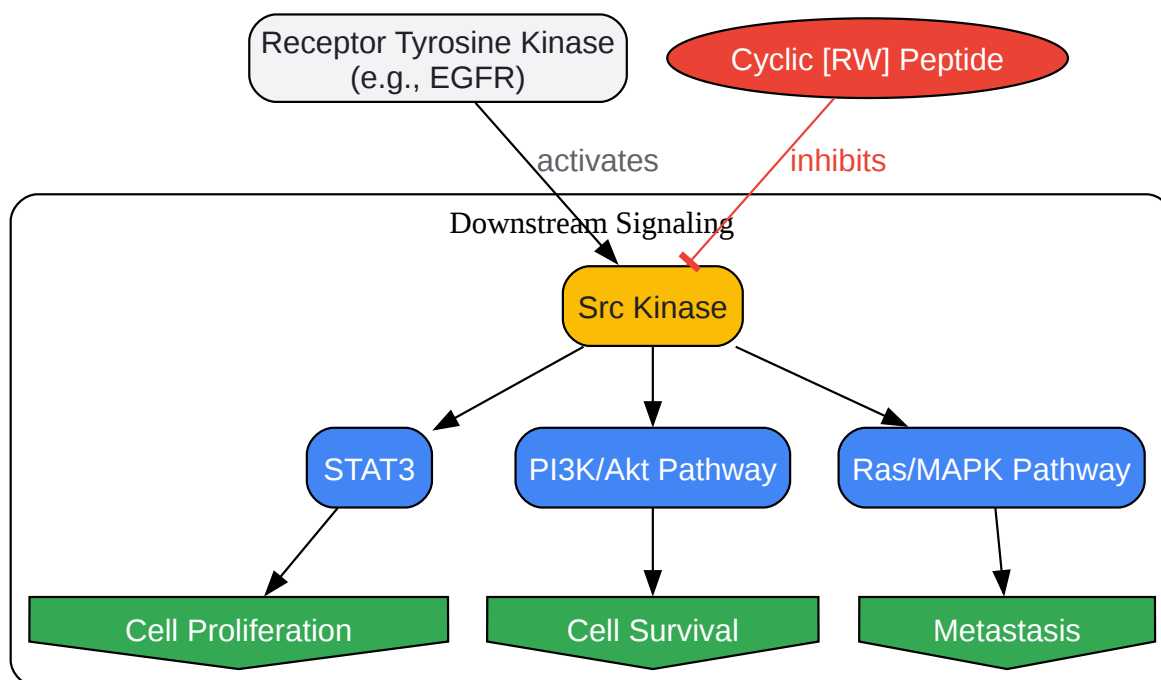 Receptor Tyrosine Kinase
(e.g., EGFR)
Cyclic [RW] Peptide
activates
inhibits
Downstream Signaling
Src Kinase
STAT3
PI3K/Akt Pathway
Ras/MAPK Pathway
Cell Proliferation
Cell Survival
Metastasis